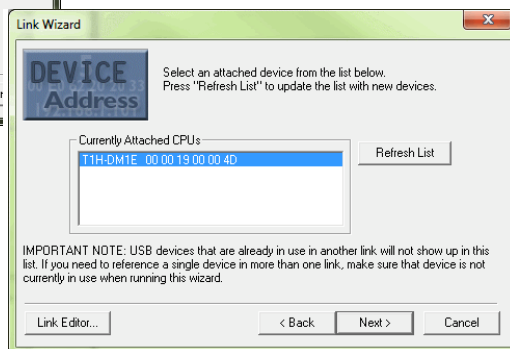 Link Wizard
DEVICE
Address
Select an attached device from the list below.
Press "Refresh List" to update the list with new devices.
Currently Attached CPUs
T1H-DM1E 00 00 19 00 00 4D
Refresh List
IMPORTANT NOTE: USB devices that are already in use in another link will not show up in this
list. If you need to reference a single device in more than one link, make sure that device is not
currently in use when running this wizard.
Link Editor...
< Back
Next >
Cancel